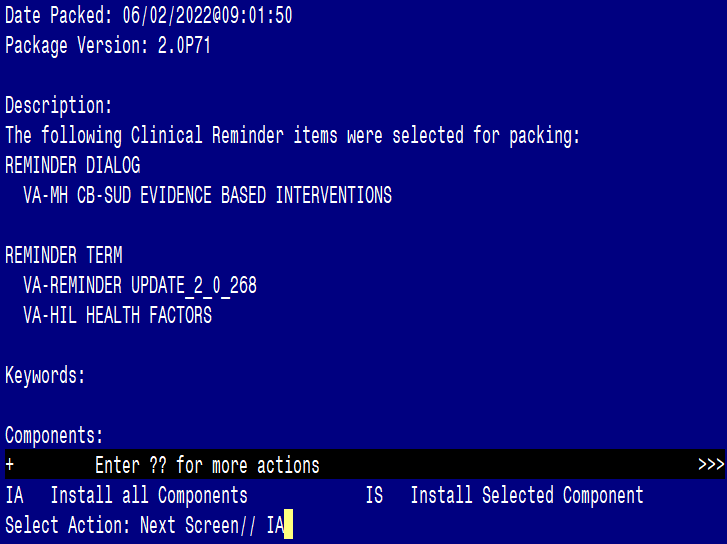 Date Packed: 06/02/2022@09:01:50
Package Version: 2.0P71
Description:
The following Clinical Reminder items were selected for packing:
REMINDER DIALOG
VA-MH CB-SUD EVIDENCE BASED INTERVENTIONS
REMINDER TERM
VA-REMINDER UPDATE_2_0_268
VA-HIL HEALTH FACTORS
Keywords:
Components:
+ Enter ?? for more actions >>>
IA Install all Components IS Install Selected Component
Select Action: Next Screen// IA